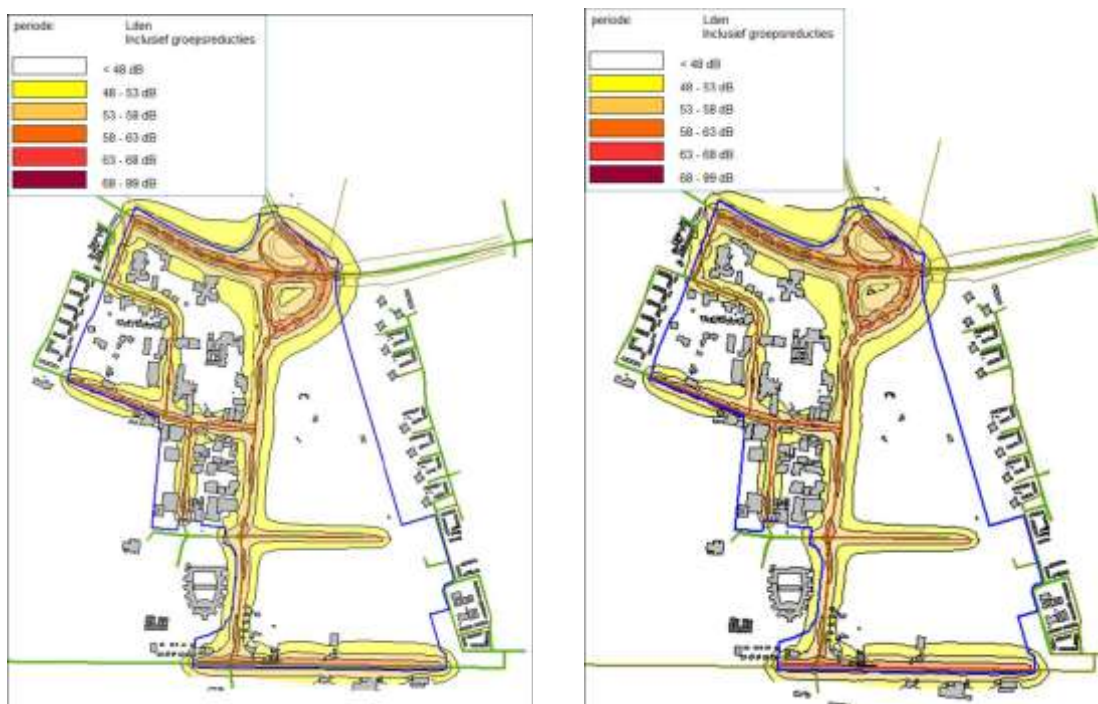 periode:
Lden
Inclusief groepsreducties
< 48 dB
48 - 53 dB
53 - 58 dB
58 - 63 dB
63 - 68 dB
68 - 99 dB
periode:
Lden
Inclusief groepsreducties
< 48 dB
48 - 53 dB
53 - 58 dB
58 - 63 dB
63 - 68 dB
68 - 99 dB